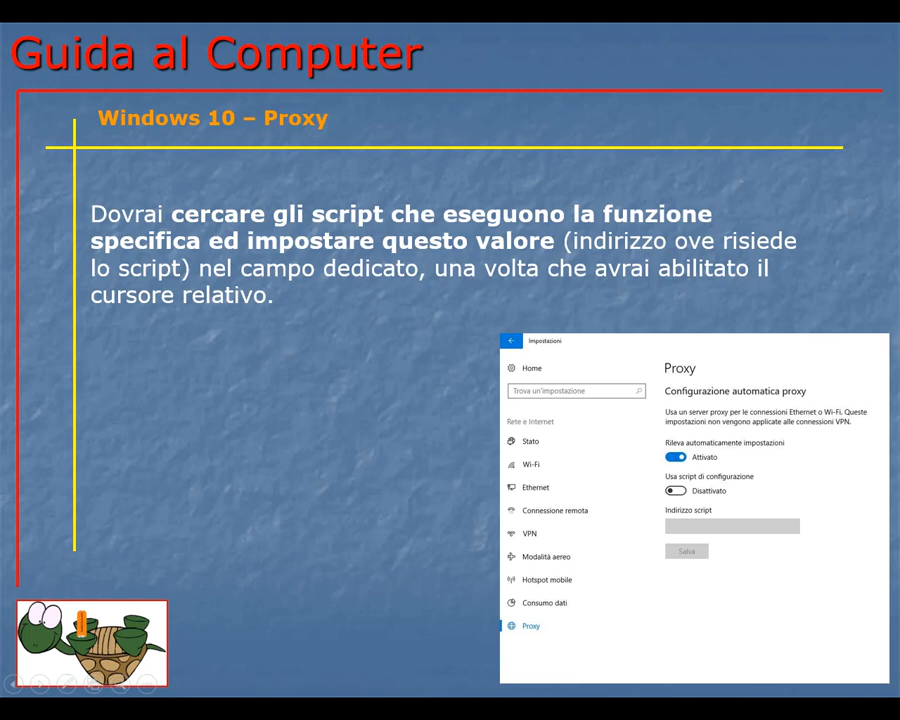 Guida al Computer
Windows 10 – Proxy
Dovrai cercare gli script che eseguono la funzione
specifica ed impostare questo valore (indirizzo ove risiede
lo script) nel campo dedicato, una volta che avrai abilitato il
cursore relativo.
Impostazioni
Home
Trova un'impostazione
Rete e Internet
Stato
Wi-Fi
Ethernet
Connessione remota
VPN
Modalità aereo
Hotspot mobile
Consumo dati
Proxy
Proxy
Configurazione automatica proxy
Usa un server proxy per le connessioni Ethernet o Wi-Fi. Queste
impostazioni non vengono applicate alle connessioni VPN.
Rileva automaticamente impostazioni
Attivato
Usa script di configurazione
Disattivato
Indirizzo script
Salva